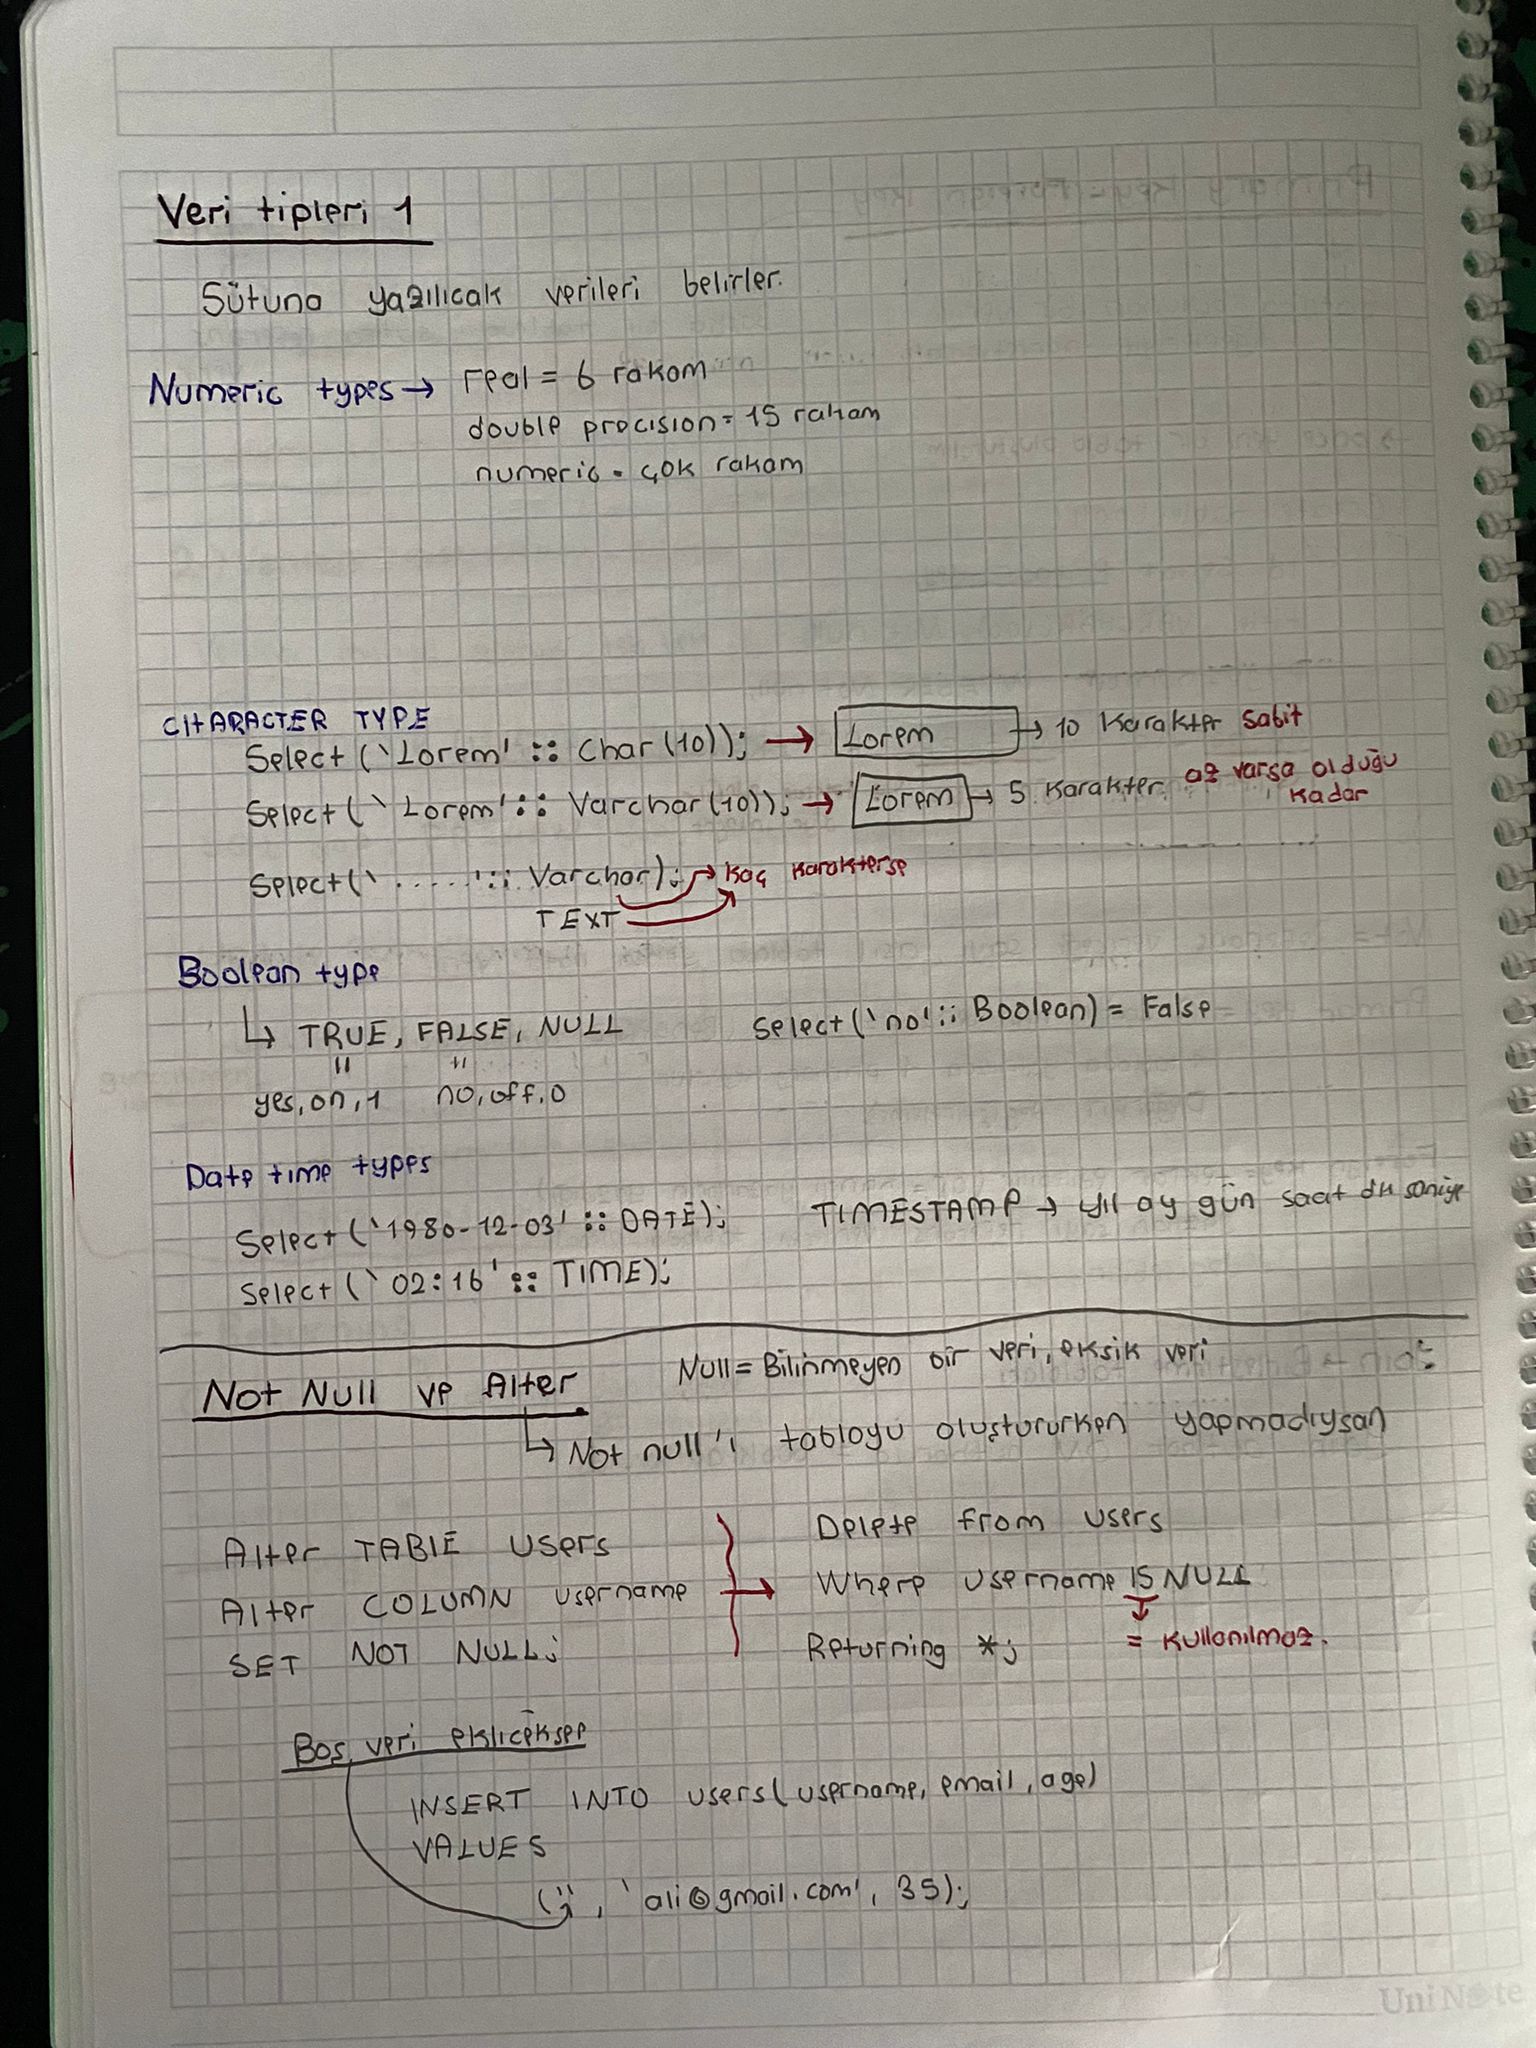 Veri tipleri 1
Sütuna yazılıcak verileri belirler.
Numeric types → real = 6 rakam
double precision = 15 rakam
numeric = çok rakam
CHARACTER TYPE
Select ('Lorem' :: Char (10)); → Lorem → 10 karakter sabit
Select ('Lorem' :: Varchar (10)); → Lorem → 5 karakter az varsa olduğu kadar
Select ('.....' :: Varchar); → kaç karakterse
TEXT
Boolean type
↳ TRUE, FALSE, NULL Select ('no' :: Boolean) = False
yes, on, 1 no, off, 0
Date time types
Select ('1980-12-03' :: DATE); TIMESTAMP → yıl ay gün saat dk saniye
Select ('02:16' :: TIME);
Not Null ve Alter Null = Bilinmeyen bir veri, eksik veri
↳ Not null'ı tabloyu oluştururken yapmadıysan
Alter TABLE users
Alter COLUMN username
SET NOT NULL;
→ Delete from users
Where username IS NULL
= kullanılmaz.
Returning *;
Boş veri eklicekse
INSERT INTO users (username, email, age)
VALUES
('', 'ali@gmail.com', 35);
UniNote